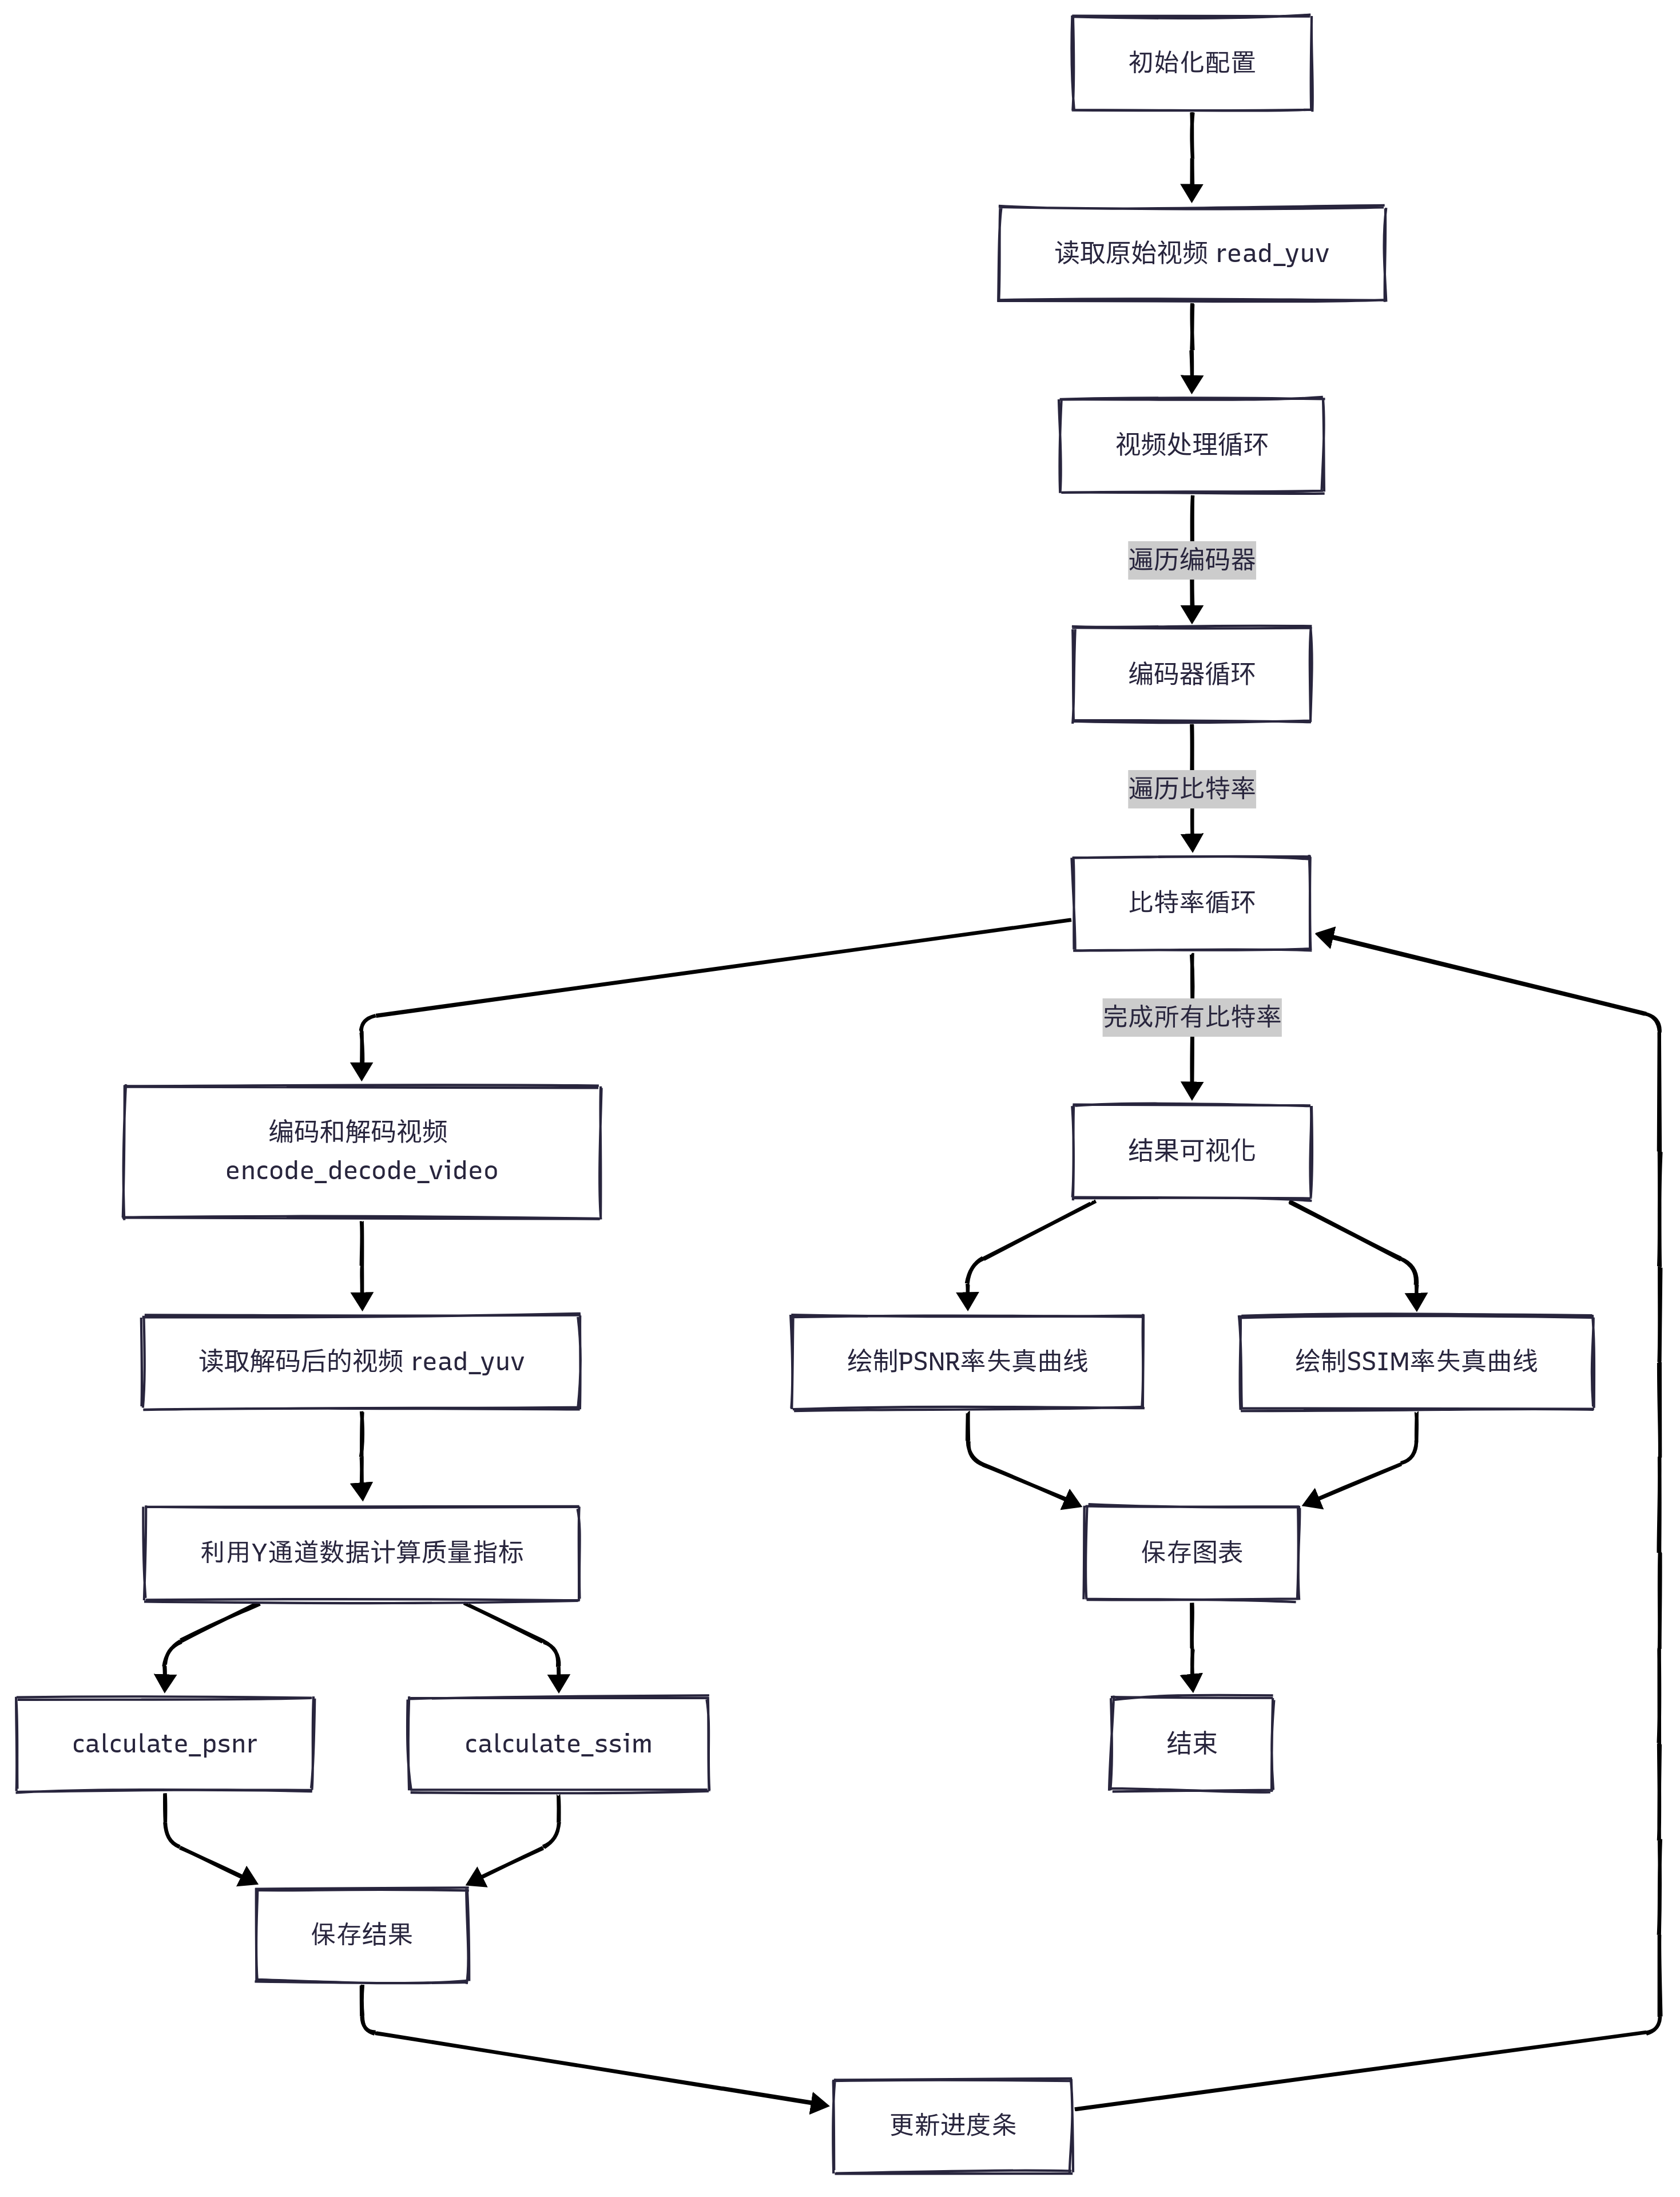 初始化配置
读取原始视频 read_yuv
视频处理循环
遍历编码器
编码器循环
遍历比特率
比特率循环
完成所有比特率
编码和解码视频
encode_decode_video
结果可视化
读取解码后的视频 read_yuv
绘制PSNR率失真曲线
绘制SSIM率失真曲线
利用Y通道数据计算质量指标
保存图表
calculate_psnr
calculate_ssim
结束
保存结果
更新进度条